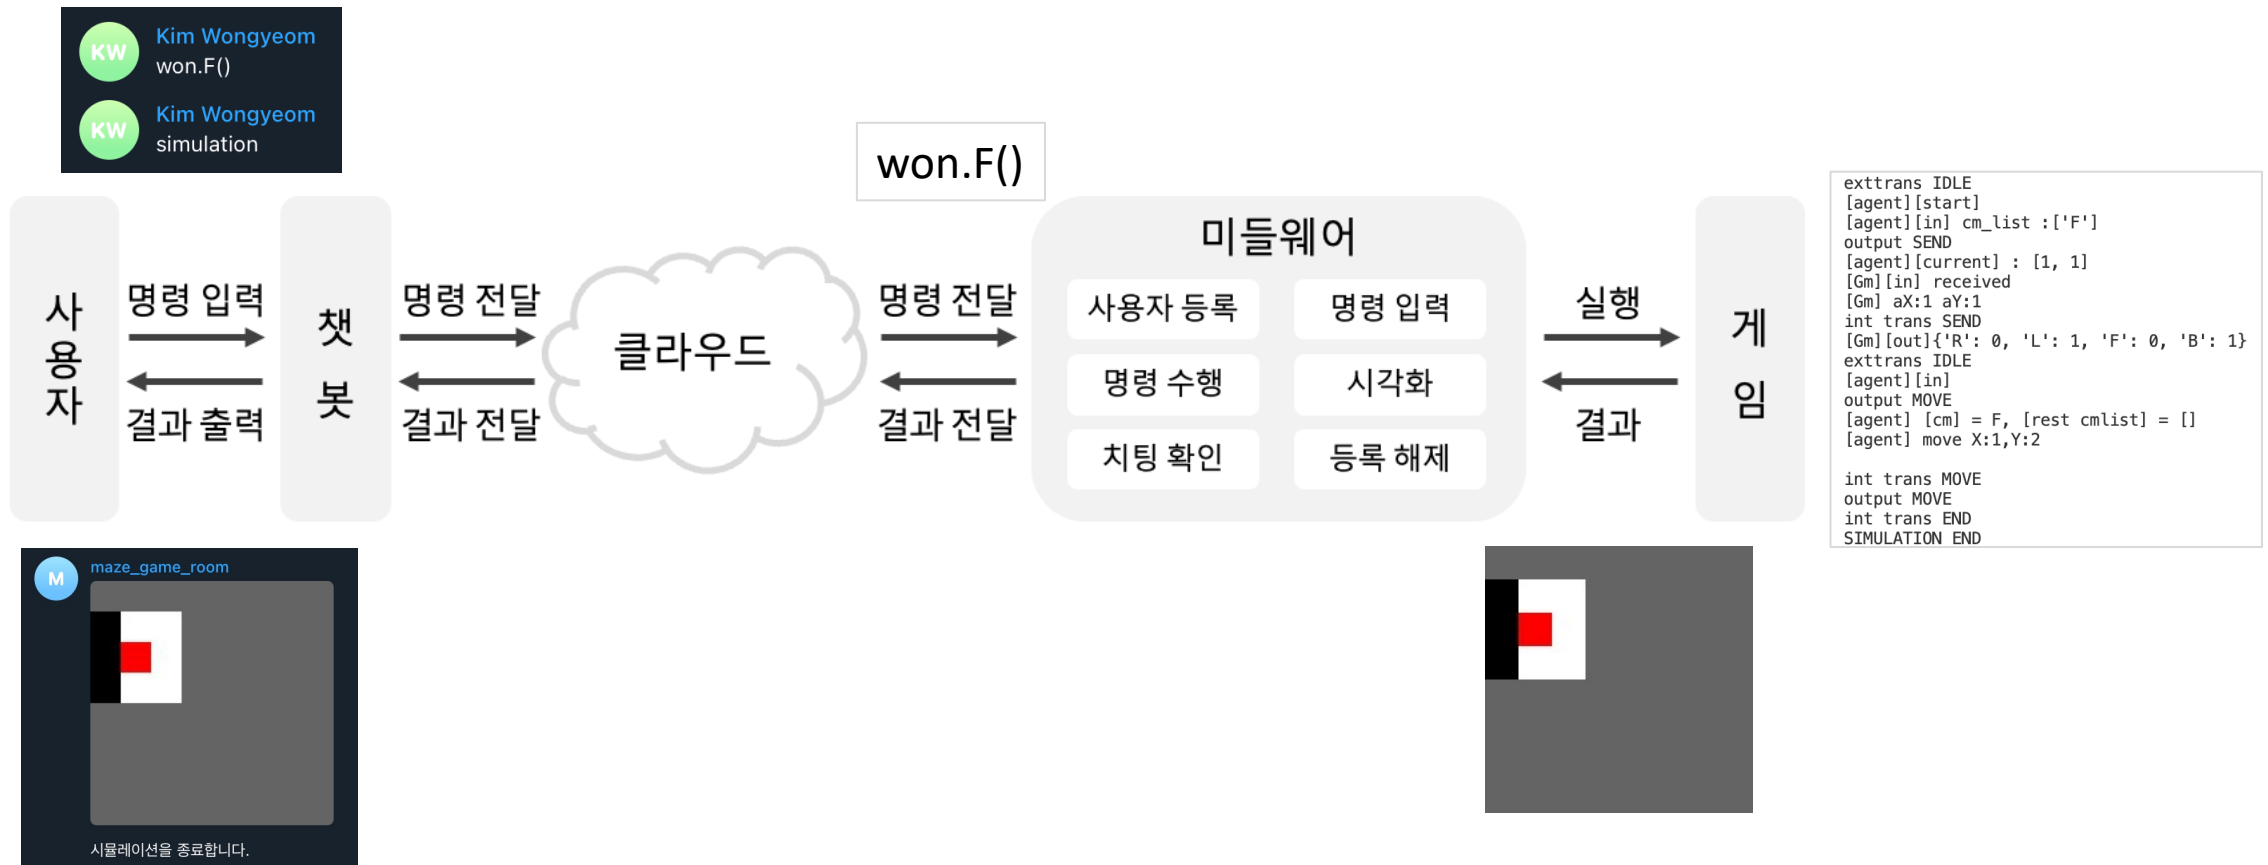 KW
Kim Wongyeom
won.F()
KW
Kim Wongyeom
simulation
won.F()
사용자
명령 입력
결과 출력
챗봇
명령 전달
결과 전달
클라우드
명령 전달
결과 전달
미들웨어
사용자 등록
명령 입력
명령 수행
시각화
치팅 확인
등록 해제
실행
결과
게임
exttrans IDLE
[agent][start]
[agent][in] cm_list :['F']
output SEND
[agent][current] : [1, 1]
[Gm][in] received
[Gm] aX:1 aY:1
int trans SEND
[Gm][out]{'R': 0, 'L': 1, 'F': 0, 'B': 1}
exttrans IDLE
[agent][in]
output MOVE
[agent] [cm] = F, [rest cmlist] = []
[agent] move X:1,Y:2
int trans MOVE
output MOVE
int trans END
SIMULATION END
M
maze_game_room
시뮬레이션을 종료합니다.